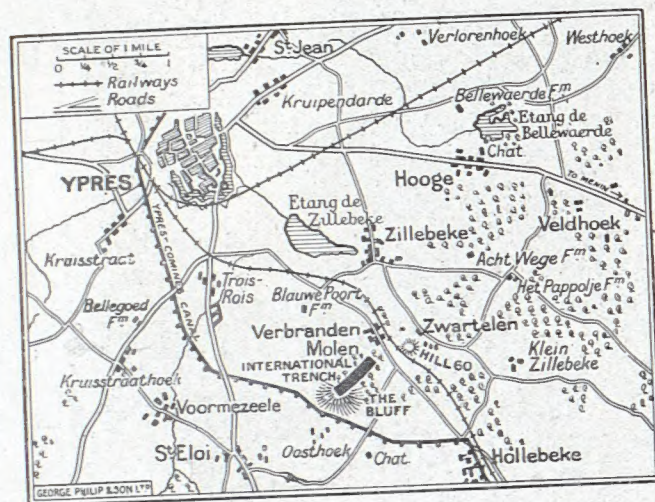 SCALE OF 1 MILE
0 ¼ ½ ¾ 1
Railways
Roads
St Jean
Verlorenhoek
Westhoek
Kruipendarde
Bellewaerde Fm
Etang de
Bellewaerde
Chat.
YPRES
Hooge
TO MENIN
Etang de
Zillebeke
Zillebeke
Veldhoek
YPRES-COMINES CANAL
Kruisstract
Acht Wege Fm
Trois-
Rois
Blauwe Poort
Fm
het Pappolje Fm
Bellegoed
Fm
Verbranden
Molen
Zwartelen
INTERNATIONAL
TRENCH
HILL 60
Klein
Zillebeke
Kruisstraathoek
THE
BLUFF
Voormezeele
St Eloi
Oosthoek
Chat.
Hollebeke
GEORGE PHILIP & SON LTD